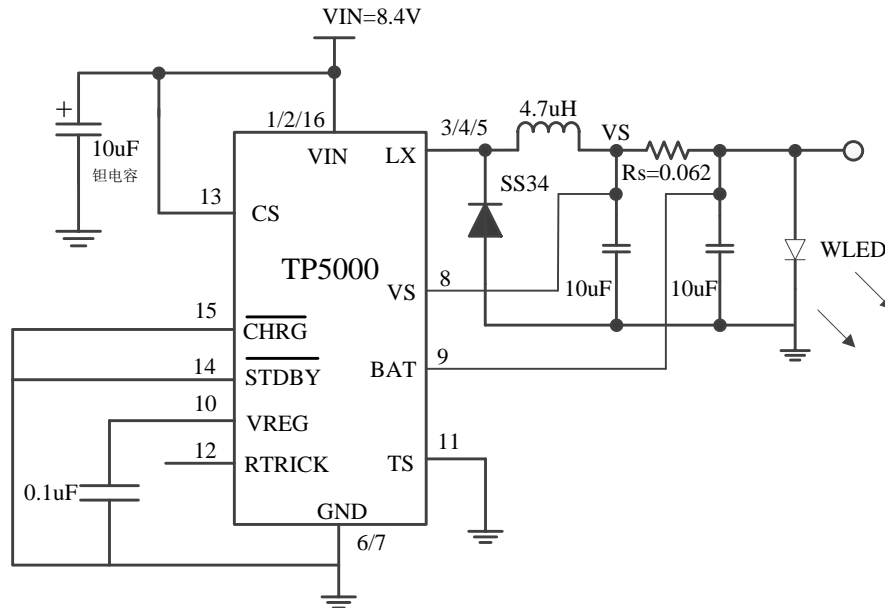 VIN=8.4V
+
10uF
钽电容
1/2/16
VIN
3/4/5
LX
4.7uH
VS
Rs=0.062
SS34
13
CS
TP5000
VS
8
10uF
10uF
WLED
15
CHRG
14
STDBY
BAT
9
10
VREG
12
RTRICK
TS
11
0.1uF
GND
6/7